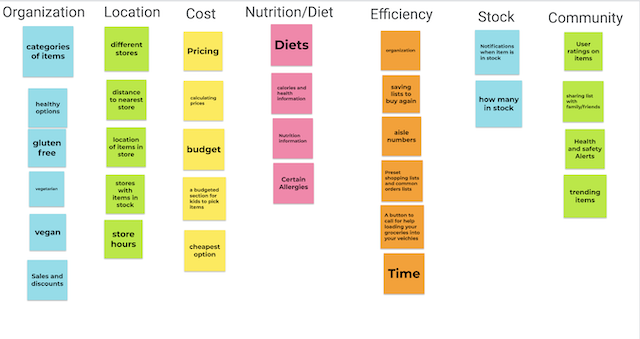 Organization
categories
of items
healthy
options
gluten
free
vegetarian
vegan
Sales and
discounts
Location
different
stores
distance
to nearest
store
location
of items in
store
stores
with
items in
stock
store
hours
Cost
Pricing
calculating
prices
budget
a budgeted
section for
kids to pick
items
cheapest
option
Nutrition/Diet
Diets
calories and
health
information
Nutrition
information
Certain
Allergies
Efficiency
organization
saving
lists to
buy again
aisle
numbers
Preset
shopping lists
and common
orders lists
A button to
call for help
loading your
groceries into
your veichles
Time
Stock
Notifications
when item is
in stock
how many
in stock
Community
User
ratings on
items
sharing list
with
family/friends
Health and
safety
Alerts
trending
items